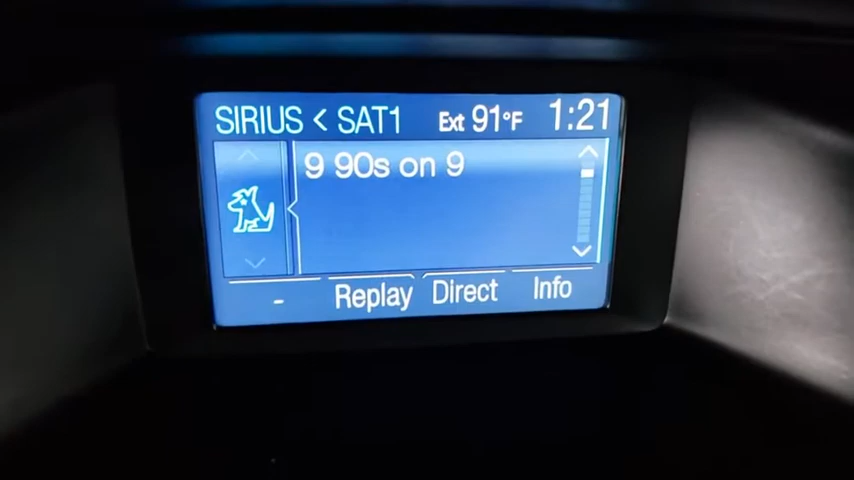 SIRIUS < SAT1 Ext 91°F 1:21
9 90s on 9
- Replay Direct Info